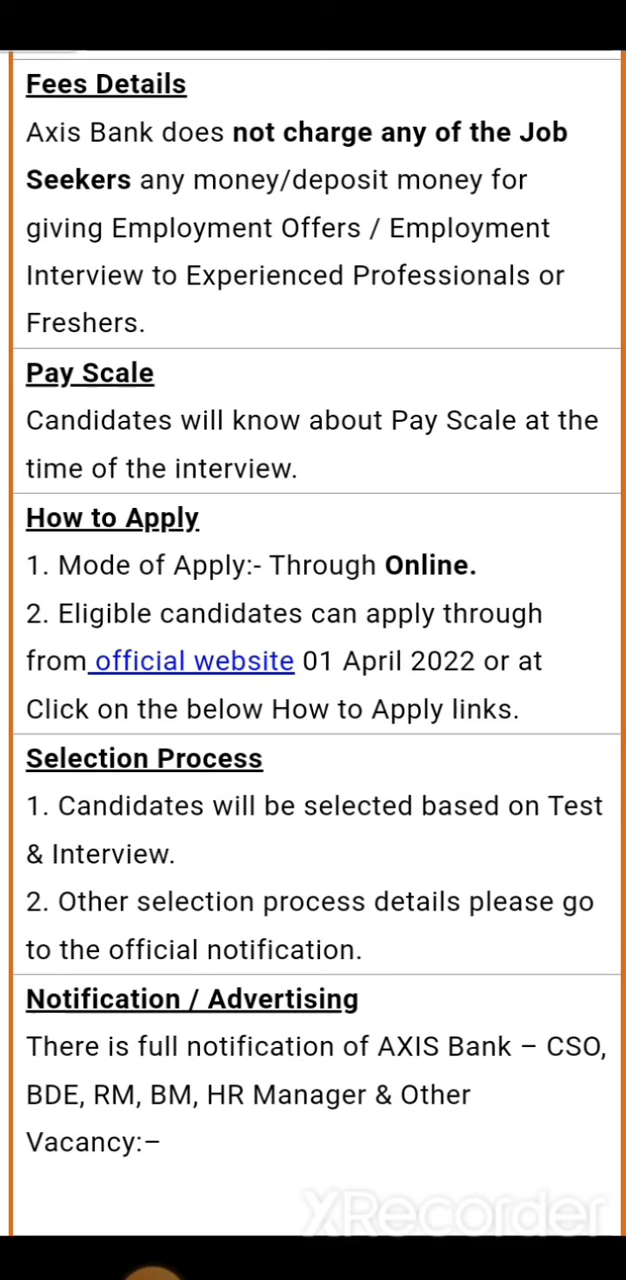 Fees Details
Axis Bank does not charge any of the Job
Seekers any money/deposit money for
giving Employment Offers / Employment
Interview to Experienced Professionals or
Freshers.
Pay Scale
Candidates will know about Pay Scale at the
time of the interview.
How to Apply
1. Mode of Apply:- Through Online.
2. Eligible candidates can apply through
from official website 01 April 2022 or at
Click on the below How to Apply links.
Selection Process
1. Candidates will be selected based on Test
& Interview.
2. Other selection process details please go
to the official notification.
Notification / Advertising
There is full notification of AXIS Bank – CSO,
BDE, RM, BM, HR Manager & Other
Vacancy:–
XRecorder